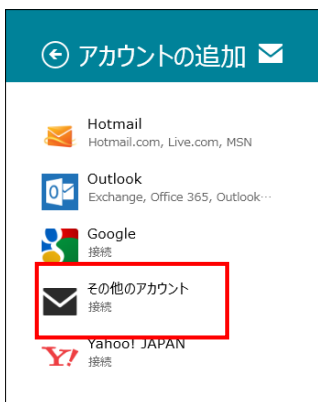 アカウントの追加
Hotmail
Hotmail.com, Live.com, MSN
Outlook
Exchange, Office 365, Outlook…
Google
接続
その他のアカウント
接続
Yahoo! JAPAN
接続